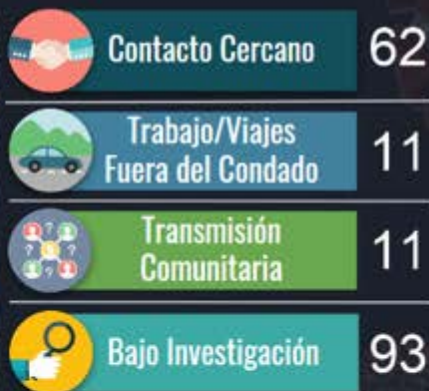 Contacto Cercano 62
Trabajo/Viajes
Fuera del Condado 11
Transmisión
Comunitaria 11
Bajo Investigación 93